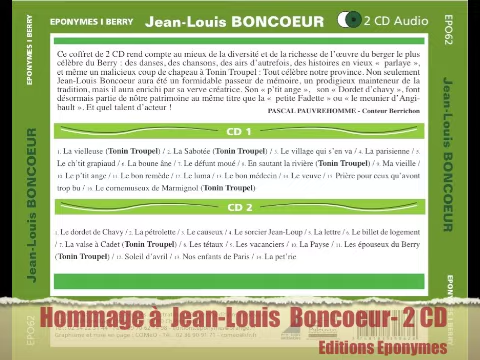 EPONYMES I BERRY Jean-Louis BONCOEUR 2 CD Audio
EPO62
EPONYMES I BERRY
Jean-Louis BONCOEUR
Ce coffret de 2 CD rend compte au mieux de la diversité et de la richesse de l'œuvre du berger le plus
célèbre du Berry : des danses, des chansons, des airs d'autrefois, des histoires en vieux « parlaye »,
et même un malicieux coup de chapeau à Tonin Troupel : Tout célèbre notre province. Non seulement
Jean-Louis Boncoeur aura été un formidable passeur de mémoire, un prodigieux mainteneur de la
tradition, mais il aura enrichi par sa verve créatrice. Son « p'tit ange », son « Dordet d'chavy », font
désormais partie de nôtre patrimoine au même titre que la « petite Fadette » ou « le meunier d'Angi-
bault ». Et quel talent d'acteur !
PASCAL PAUVREHOMME - Conteur Berrichon
CD 1
1. La vielleuse (Tonin Troupel) / 2. La Sabotée (Tonin Troupel) / 3. Le village qui s'en va / 4. La parisienne / 5.
Le ch'tit grapiaud / 6. La boune âne / 7. Le défunt moué / 8. En sautant la rivière (Tonin Troupel) / 9. Ma vieille /
10. Le p'tit ange / 11. Le bon remède / 12. Le luma / 13. Le bon médecin / 14. Le veuve / 15. Prière pour ceux qu'avont
trop bu / 16. Le cornemuseux de Marmignol (Tonin Troupel)
CD 2
1. Le dordet de Chavy / 2. La pétrolette / 3. Le causeux / 4. Le sorcier Jean-Loup / 5. La lettre / 6. Le billet de logement
/ 7. La valse à Cadet (Tonin Troupel) / 8. Les tétaux / 9. Les vacanciers / 10. La Payse / 11. Les épouseux du Berry
(Tonin Troupel) / 12. Soleil d'avril / 13. Nos enfants de Paris / 14. La pet'rie
Jean-Louis BONCOEUR
EPONYMES I BERRY
EPO62
Hommage à Jean-Louis Boncoeur- 2 CD
Editions Eponymes